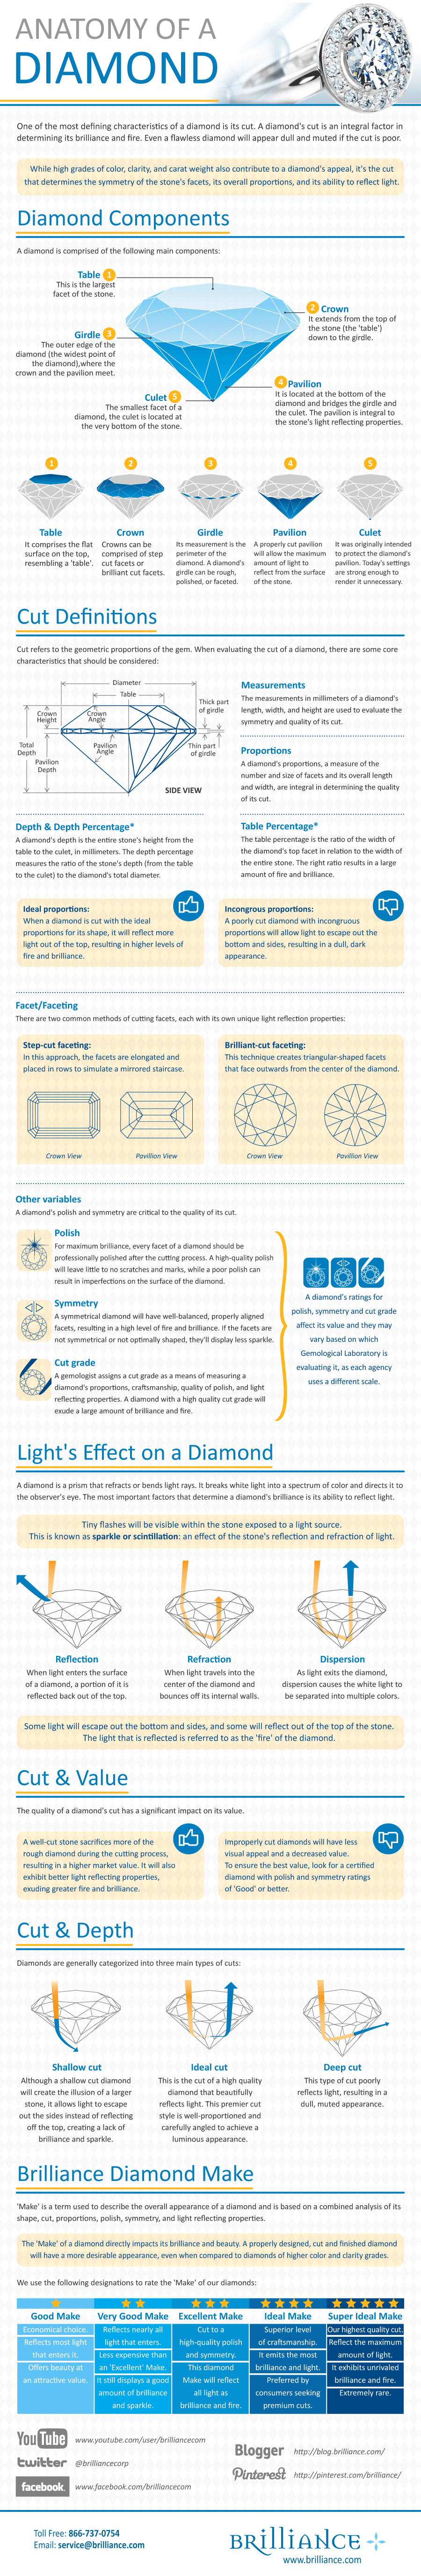 ANATOMY OF A
DIAMOND
One of the most defining characteristics of a diamond is its cut. A diamond's cut is an integral factor in
determining its brilliance and fire. Even a flawless diamond will appear dull and muted if the cut is poor.
While high grades of color, clarity, and carat weight also contribute to a diamond's appeal, it's the cut
that determines the symmetry of the stone's facets, its overall proportions, and its ability to reflect light.
Diamond Components
A diamond is comprised of the following main components:
Table 1
This is the largest
facet of the stone.
2 Crown
It extends from the top of
the stone (the 'table')
down to the girdle.
Girdle 3
The outer edge of the
diamond (the widest point of
the diamond),where the
crown and the pavilion meet.
4 Pavilion
It is located at the bottom of the
diamond and bridges the girdle and
the culet. The pavilion is integral to
the stone's light reflecting properties.
Culet 5
The smallest facet of a
diamond, the culet is located at
the very bottom of the stone.
1
2
3
4
5
Table
It comprises the flat
surface on the top,
resembling a 'table'.
Crown
Crowns can be
comprised of step
cut facets or
brilliant cut facets.
Girdle
Its measurement is the
perimeter of the
diamond. A diamond's
girdle can be rough,
polished, or faceted.
Pavilion
A properly cut pavilion
will allow the maximum
amount of light to
reflect from the surface
of the stone.
Culet
It was originally intended
to protect the diamond's
pavilion. Today's settings
are strong enough to
render it unnecessary.
Cut Definitions
Cut refers to the geometric proportions of the gem. When evaluating the cut of a diamond, there are some core
characteristics that should be considered:
Diameter
Table
Crown
Height
Crown
Angle
Thick part
of girdle
Total
Depth
Pavilion
Depth
Pavilion
Angle
Thin part
of girdle
SIDE VIEW
Measurements
The measurements in millimeters of a diamond's
length, width, and height are used to evaluate the
symmetry and quality of its cut.
Proportions
A diamond's proportions, a measure of the
number and size of facets and its overall length
and width, are integral in determining the quality
of its cut.
Depth & Depth Percentage*
A diamond's depth is the entire stone's height from the
table to the culet, in millimeters. The depth percentage
measures the ratio of the stone's depth (from the table
to the culet) to the diamond's total diameter.
Table Percentage*
The table percentage is the ratio of the width of
the diamond's top facet in relation to the width of
the entire stone. The right ratio results in a large
amount of fire and brilliance.
Ideal proportions:
When a diamond is cut with the ideal
proportions for its shape, it will reflect more
light out of the top, resulting in higher levels of
fire and brilliance.
Incongrous proportions:
A poorly cut diamond with incongruous
proportions will allow light to escape out the
bottom and sides, resulting in a dull, dark
appearance.
Facet/Faceting
There are two common methods of cutting facets, each with its own unique light reflection properties:
Step-cut faceting:
In this approach, the facets are elongated and
placed in rows to simulate a mirrored staircase.
Crown View
Pavillion View
Brilliant-cut faceting:
This technique creates triangular-shaped facets
that face outwards from the center of the diamond.
Crown View
Pavillion View
Other variables
A diamond's polish and symmetry are critical to the quality of its cut.
Polish
For maximum brilliance, every facet of a diamond should be
professionally polished after the cutting process. A high-quality polish
will leave little to no scratches and marks, while a poor polish can
result in imperfections on the surface of the diamond.
Symmetry
A symmetrical diamond will have well-balanced, properly aligned
facets, resulting in a high level of fire and brilliance. If the facets are
not symmetrical or not optimally shaped, they'll display less sparkle.
Cut grade
A gemologist assigns a cut grade as a means of measuring a
diamond's proportions, craftsmanship, quality of polish, and light
reflecting properties. A diamond with a high quality cut grade will
exude a large amount of brilliance and fire.
A diamond's ratings for
polish, symmetry and cut grade
affect its value and they may
vary based on which
Gemological Laboratory is
evaluating it, as each agency
uses a different scale.
Light's Effect on a Diamond
A diamond is a prism that refracts or bends light rays. It breaks white light into a spectrum of color and directs it to
the observer's eye. The most important factors that determine a diamond's brilliance is its ability to reflect light.
Tiny flashes will be visible within the stone exposed to a light source.
This is known as sparkle or scintillation: an effect of the stone's reflection and refraction of light.
Reflection
When light enters the surface
of a diamond, a portion of it is
reflected back out of the top.
Refraction
When light travels into the
center of the diamond and
bounces off its internal walls.
Dispersion
As light exits the diamond,
dispersion causes the white light to
be separated into multiple colors.
Some light will escape out the bottom and sides, and some will reflect out of the top of the stone.
The light that is reflected is referred to as the 'fire' of the diamond.
Cut & Value
The quality of a diamond's cut has a significant impact on its value.
A well-cut stone sacrifices more of the
rough diamond during the cutting process,
resulting in a higher market value. It will also
exhibit better light reflecting properties,
exuding greater fire and brilliance.
Improperly cut diamonds will have less
visual appeal and a decreased value.
To ensure the best value, look for a certified
diamond with polish and symmetry ratings
of 'Good' or better.
Cut & Depth
Diamonds are generally categorized into three main types of cuts:
Shallow cut
Although a shallow cut diamond
will create the illusion of a larger
stone, it allows light to escape
out the sides instead of reflecting
off the top, creating a lack of
brilliance and sparkle.
Ideal cut
This is the cut of a high quality
diamond that beautifully
reflects light. This premier cut
style is well-proportioned and
carefully angled to achieve a
luminous appearance.
Deep cut
This type of cut poorly
reflects light, resulting in a
dull, muted appearance.
Brilliance Diamond Make
'Make' is a term used to describe the overall appearance of a diamond and is based on a combined analysis of its
shape, cut, proportions, polish, symmetry, and light reflecting properties.
The 'Make' of a diamond directly impacts its brilliance and beauty. A properly designed, cut and finished diamond
will have a more desirable appearance, even when compared to diamonds of higher color and clarity grades.
We use the following designations to rate the 'Make' of our diamonds:
Good Make
Economical choice.
Reflects most light
that enters it.
Offers beauty at
an attractive value.
Very Good Make
Reflects nearly all
light that enters.
Less expensive than
an 'Excellent' Make.
It still displays a good
amount of brilliance
and sparkle.
Excellent Make
Cut to a
high-quality polish
and symmetry.
This diamond
Make will reflect
all light as
brilliance and fire.
Ideal Make
Superior level
of craftsmanship.
It emits the most
brilliance and light.
Preferred by
consumers seeking
premium cuts.
Super Ideal Make
Our highest quality cut.
Reflect the maximum
amount of light.
It exhibits unrivaled
brilliance and fire.
Extremely rare.
YouTube www.youtube.com/user/brilliancecom
twitter @brilliancecorp
facebook. www.facebook.com/brilliancecom
Blogger http://blog.brilliance.com/
Pinterest http://pinterest.com/brilliance/
Toll Free: 866-737-0754
Email: service@brilliance.com
BRILLIANCE
www.brilliance.com